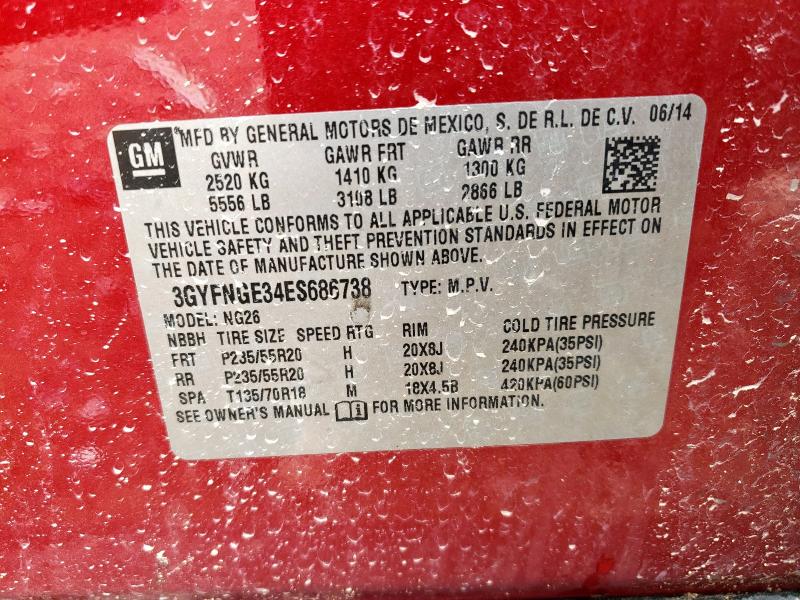 GM
MFD BY GENERAL MOTORS DE MEXICO, S. DE R.L. DE C.V. 06/14
GVWR GAWR FRT GAWR RR
2520 KG 1410 KG 1300 KG
5556 LB 3108 LB 2866 LB
THIS VEHICLE CONFORMS TO ALL APPLICABLE U.S. FEDERAL MOTOR
VEHICLE SAFETY AND THEFT PREVENTION STANDARDS IN EFFECT ON
THE DATE OF MANUFACTURE SHOWN ABOVE.
3GYFNGE34ES686738 TYPE: M.P.V.
MODEL: NG26
NBBH TIRE SIZE SPEED RTG RIM COLD TIRE PRESSURE
FRT P235/55R20 H 20X8J 240KPA(35PSI)
RR P235/55R20 H 20X8J 240KPA(35PSI)
SPA T135/70R18 M 18X4.5B 420KPA(60PSI)
SEE OWNER'S MANUAL FOR MORE INFORMATION.